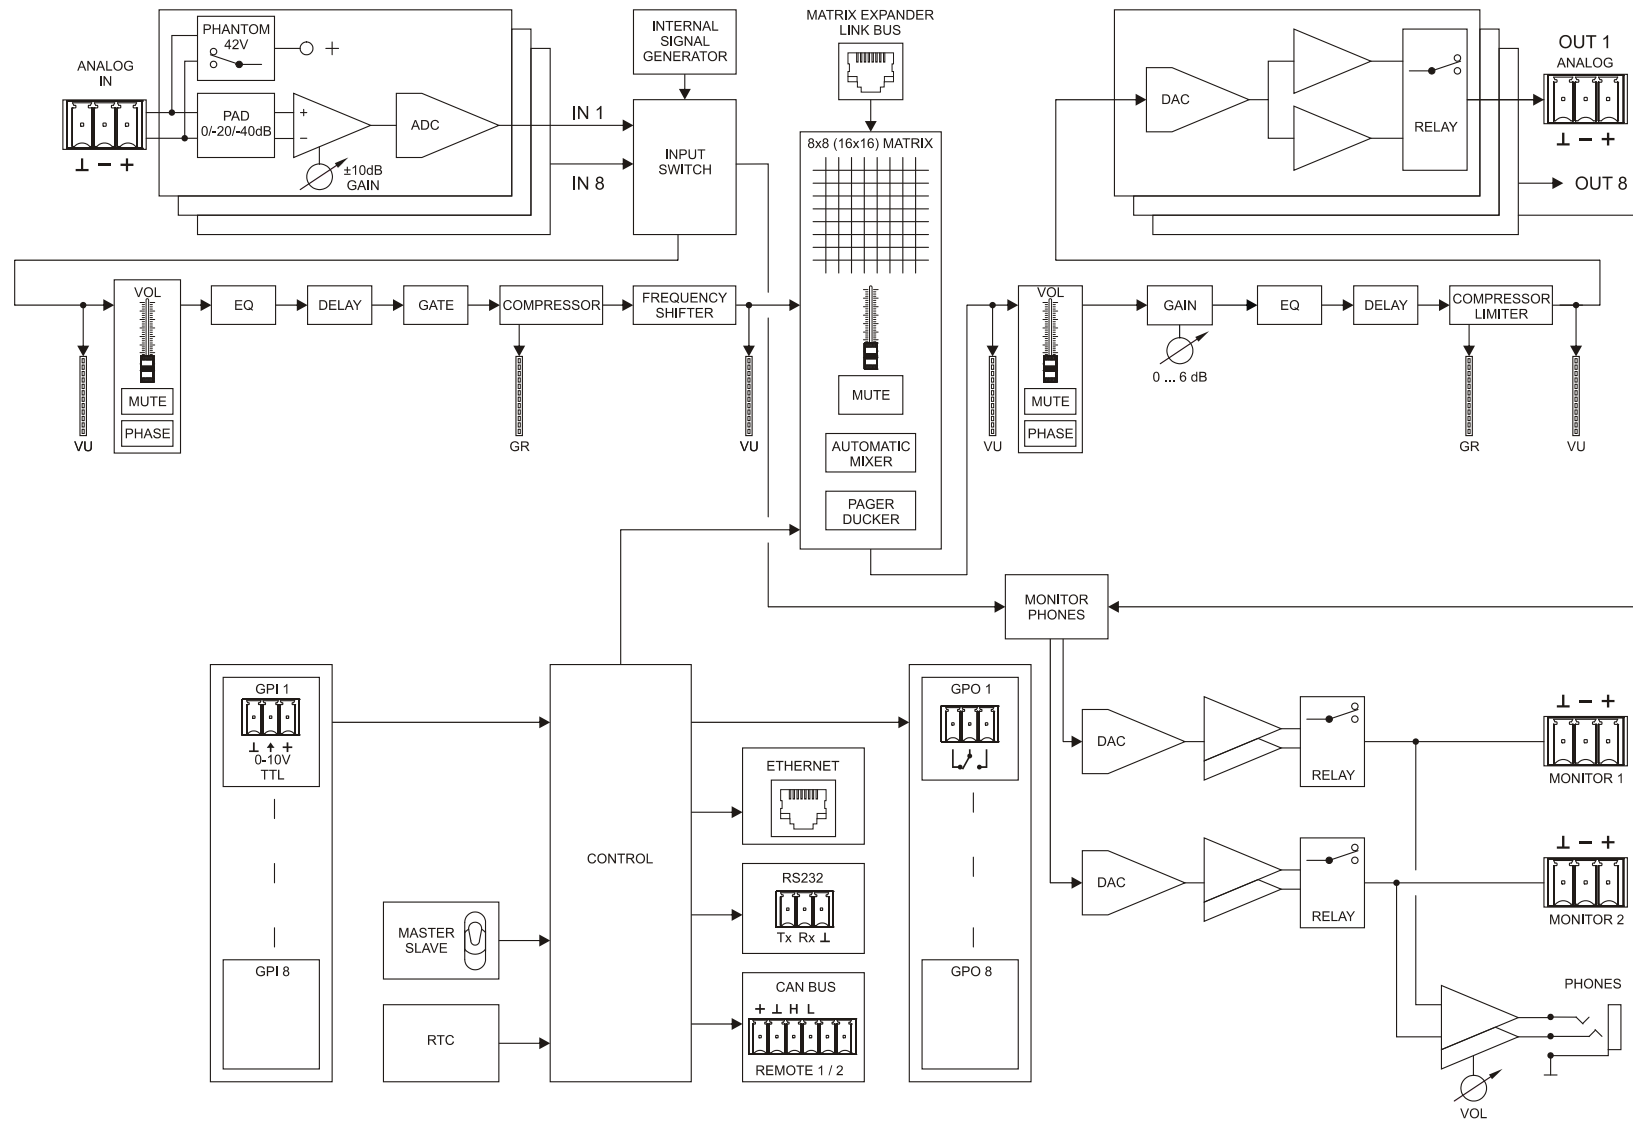 PHANTOM
42V
+
ANALOG
IN
⊥ − +
PAD
0/-20/-40dB
+
−
ADC
±10dB
GAIN
IN 1
IN 8
INTERNAL
SIGNAL
GENERATOR
INPUT
SWITCH
MATRIX EXPANDER
LINK BUS
8x8 (16x16) MATRIX
MUTE
AUTOMATIC
MIXER
PAGER
DUCKER
DAC
RELAY
OUT 1
ANALOG
⊥ − +
OUT 8
VU
VOL
MUTE
PHASE
EQ
DELAY
GATE
COMPRESSOR
GR
FREQUENCY
SHIFTER
VU
VU
VOL
MUTE
PHASE
GAIN
0 ... 6 dB
EQ
DELAY
COMPRESSOR
LIMITER
GR
VU
MONITOR
PHONES
GPI 1
⊥ ↑ +
0-10V
TTL
GPI 8
MASTER
SLAVE
RTC
CONTROL
ETHERNET
RS232
Tx Rx ⊥
CAN BUS
+ ⊥ H L
REMOTE 1 / 2
GPO 1
GPO 8
DAC
RELAY
⊥ − +
MONITOR 1
DAC
RELAY
⊥ − +
MONITOR 2
PHONES
VOL